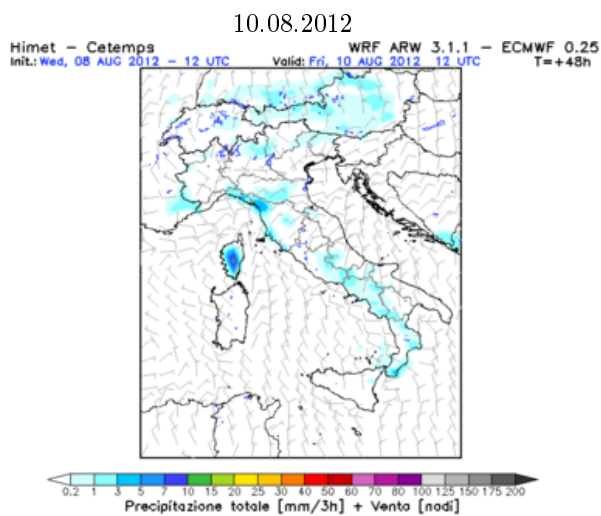 10.08.2012
Himet – Cetemps WRF ARW 3.1.1 – ECMWF 0.25
Init.: Wed, 08 AUG 2012 – 12 UTC Valid: Fri, 10 AUG 2012 12 UTC T=+48h
0.2 1 3 5 7 10 15 20 25 30 40 50 60 70 80 100 125 150 175 200
Precipitazione totale [mm/3h] + Vento [nodi]